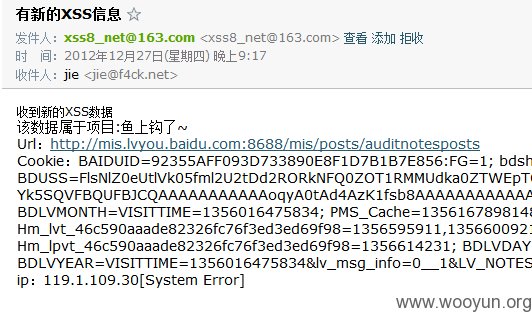 有新的XSS信息 ☆
发件人：xss8_net@163.com <xss8_net@163.com> 查看 添加 拒收
时 间：2012年12月27日(星期四) 晚上9:17
收件人：jie <jie@f4ck.net>
收到新的XSS数据
该数据属于项目:鱼上钩了~
Url：http://mis.lvyou.baidu.com:8688/mis/posts/auditnotesposts
Cookie：BAIDUID=92355AFF093D733890E8F1D7B1B7E856:FG=1; bdsh
BDUSS=FlsNlZ0eUtlVk05fml2U2tDd2RORkNFQ0ZOT1RMMUdka0ZTWEpT
Yk5SQVFBQUFBJCQAAAAAAAAAAAoqyA0tAd4AzK1fsb8AAAAAAAAAAAA
BDLVMONTH=VISITTIME=1356016475834; PMS_Cache=1356167898148
Hm_lvt_46c590aaade82326fc76f3ed3ed69f98=1356595911,135660092
Hm_lpvt_46c590aaade82326fc76f3ed3ed69f98=1356614231; BDLVDAY
BDLVYEAR=VISITTIME=1356016475834&lv_msg_info=0__1&LV_NOTES
ip：119.1.109.30[System Error]
www.wooyun.org